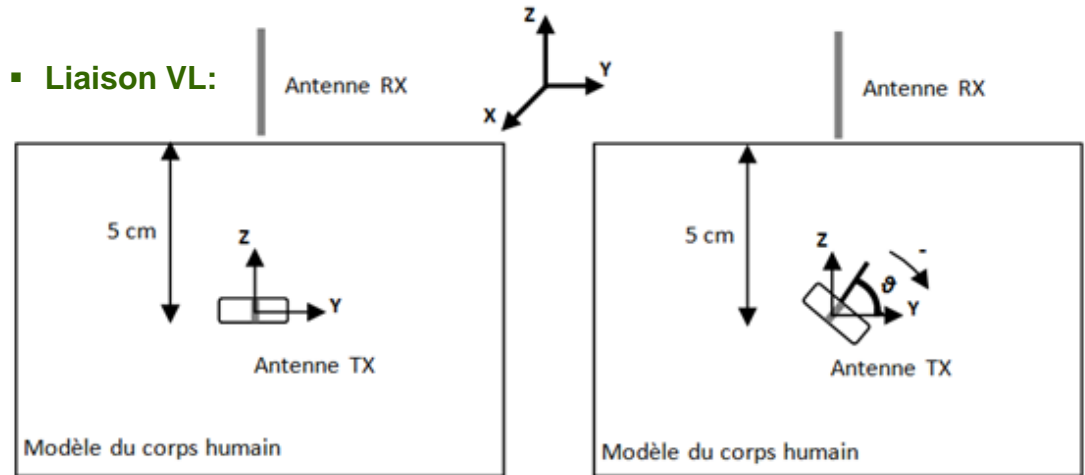 ▪ Liaison VL:
Antenne RX
Z
Y
X
Antenne RX
5 cm
Z
Y
Antenne TX
Modèle du corps humain
5 cm
Z
-
ϑ
Y
Antenne TX
Modèle du corps humain